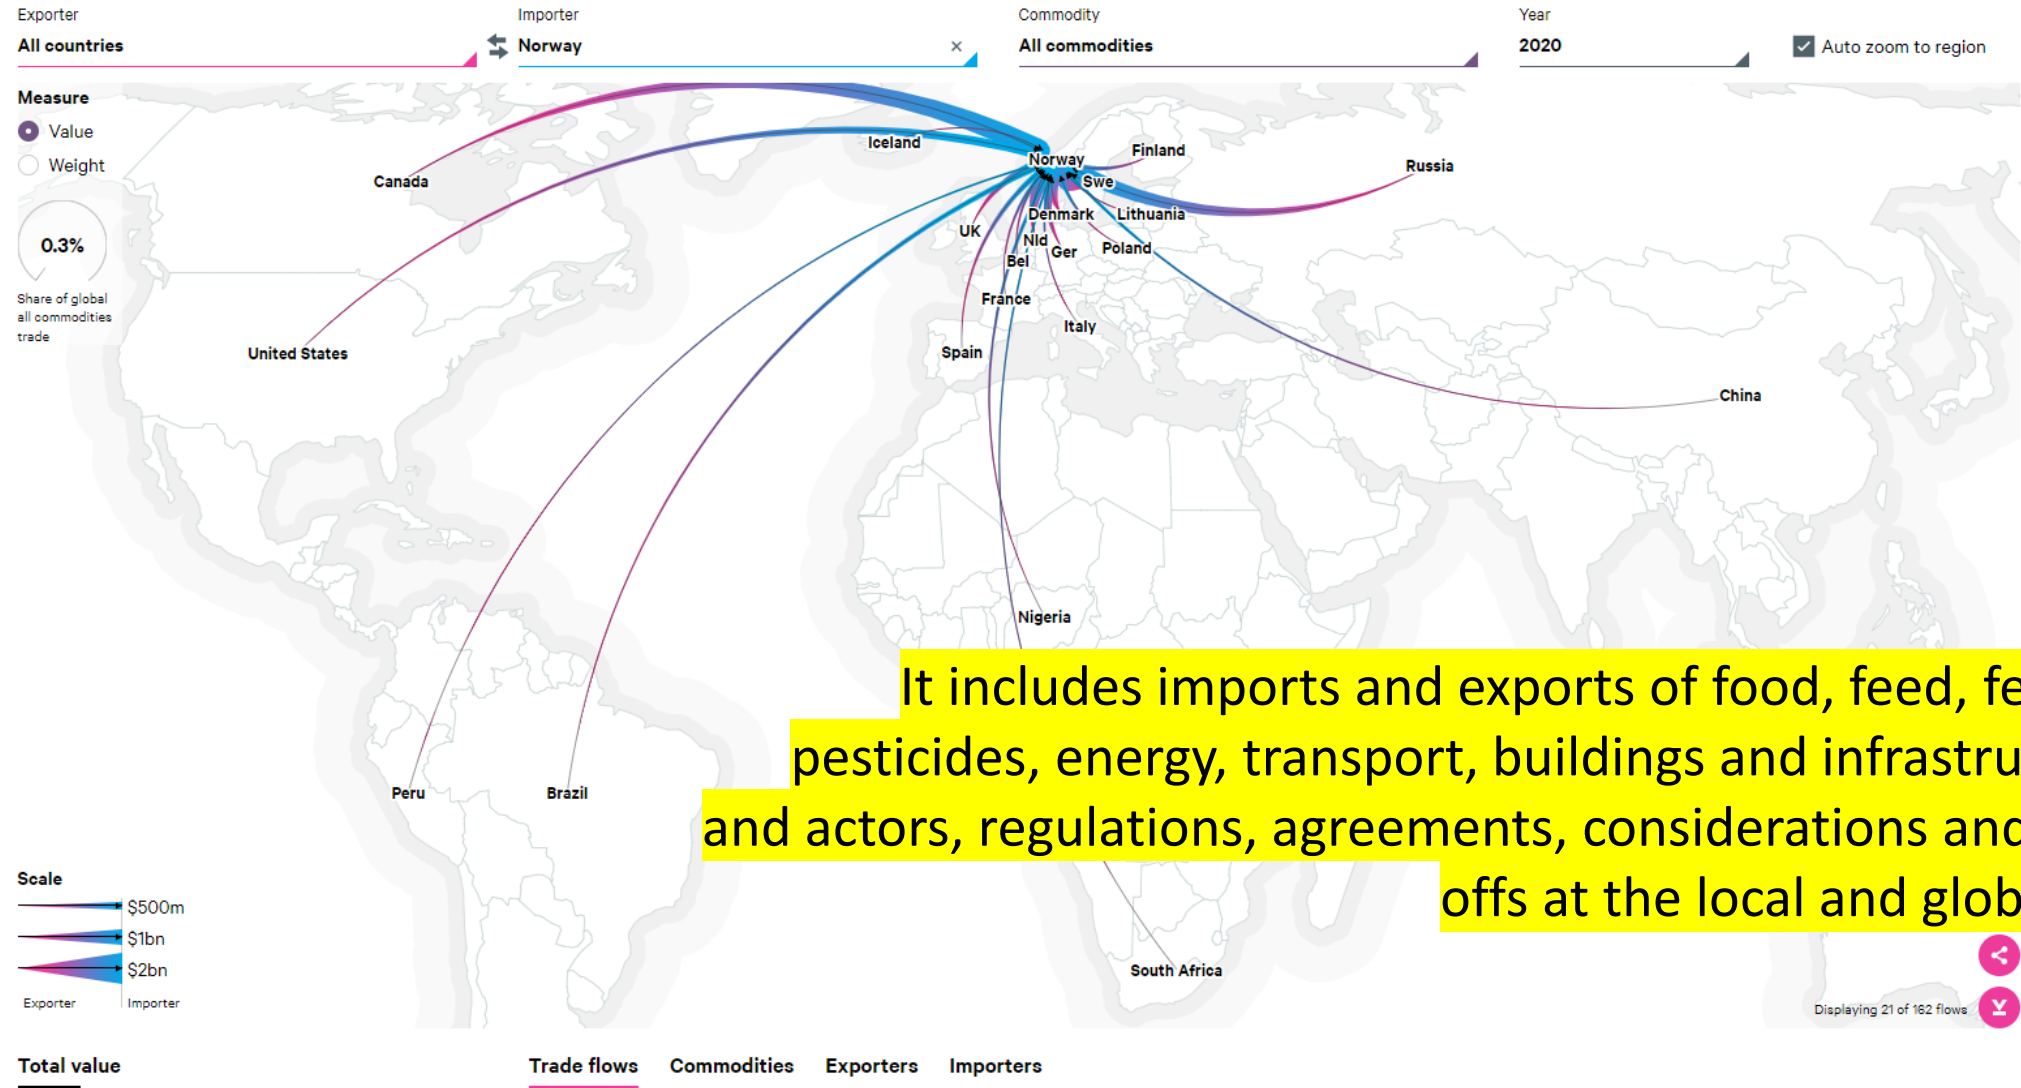 Exporter
Importer
Commodity
Year
All countries
Norway
×
All commodities
2020
Auto zoom to region
Measure
Value
Weight
0.3%
Share of global
all commodities
trade
Iceland
Norway
Finland
Russia
Canada
Swe
Denmark
Lithuania
UK
Nld
Ger
Poland
Bel
France
Italy
United States
Spain
China
Nigeria
It includes imports and exports of food, feed,
pesticides, energy, transport, buildings and
and actors, regulations, agreements, considerations and
offs at the local and
Peru
Brazil
Scale
$500m
$1bn
$2bn
Exporter
Importer
South Africa
Displaying 21 of 162 flows
Total value
Trade flows
Commodities
Exporters
Importers